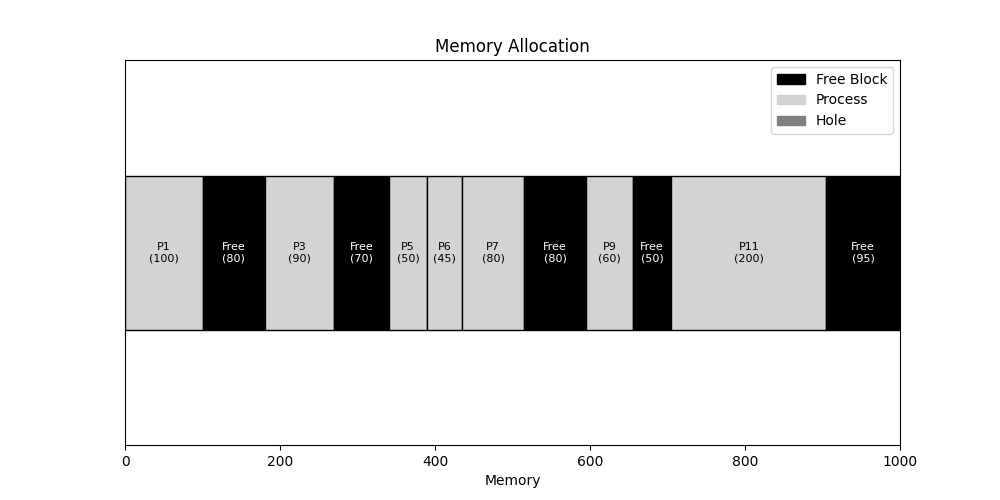 Memory Allocation
Free Block
Process
Hole
P1
(100)
Free
(80)
P3
(90)
Free
(70)
P5
(50)
P6
(45)
P7
(80)
Free
(80)
P9
(60)
Free
(50)
P11
(200)
Free
(95)
0
200
400
600
800
1000
Memory